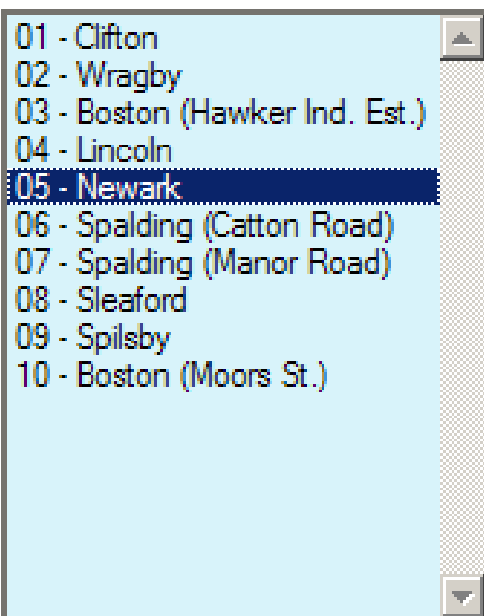 01 - Clifton
02 - Wragby
03 - Boston (Hawker Ind. Est.)
04 - Lincoln
05 - Newark
06 - Spalding (Catton Road)
07 - Spalding (Manor Road)
08 - Sleaford
09 - Spilsby
10 - Boston (Moors St.)